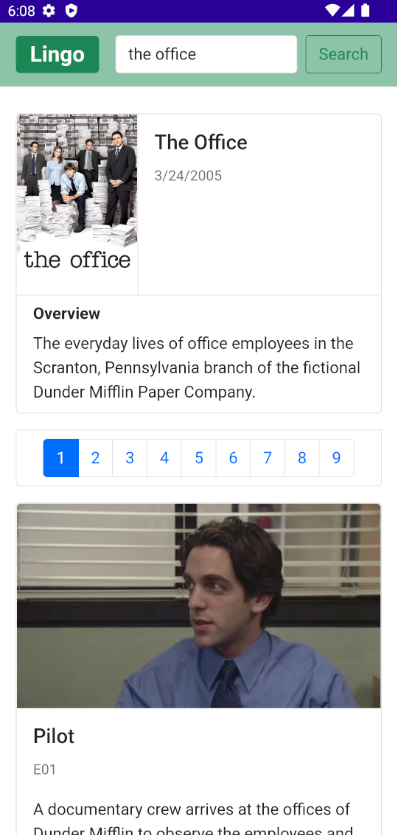 6:08
Lingo
the office
Search
The Office
3/24/2005
the office
Overview
The everyday lives of office employees in the
Scranton, Pennsylvania branch of the fictional
Dunder Mifflin Paper Company.
1 2 3 4 5 6 7 8 9
Pilot
E01
A documentary crew arrives at the offices of
Dunder Mifflin to observe the employees and